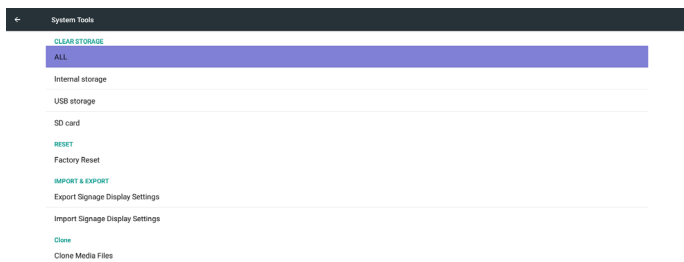 System Tools
CLEAR STORAGE
ALL
Internal storage
USB storage
SD card
RESET
Factory Reset
IMPORT & EXPORT
Export Signage Display Settings
Import Signage Display Settings
Clone
Clone Media Files